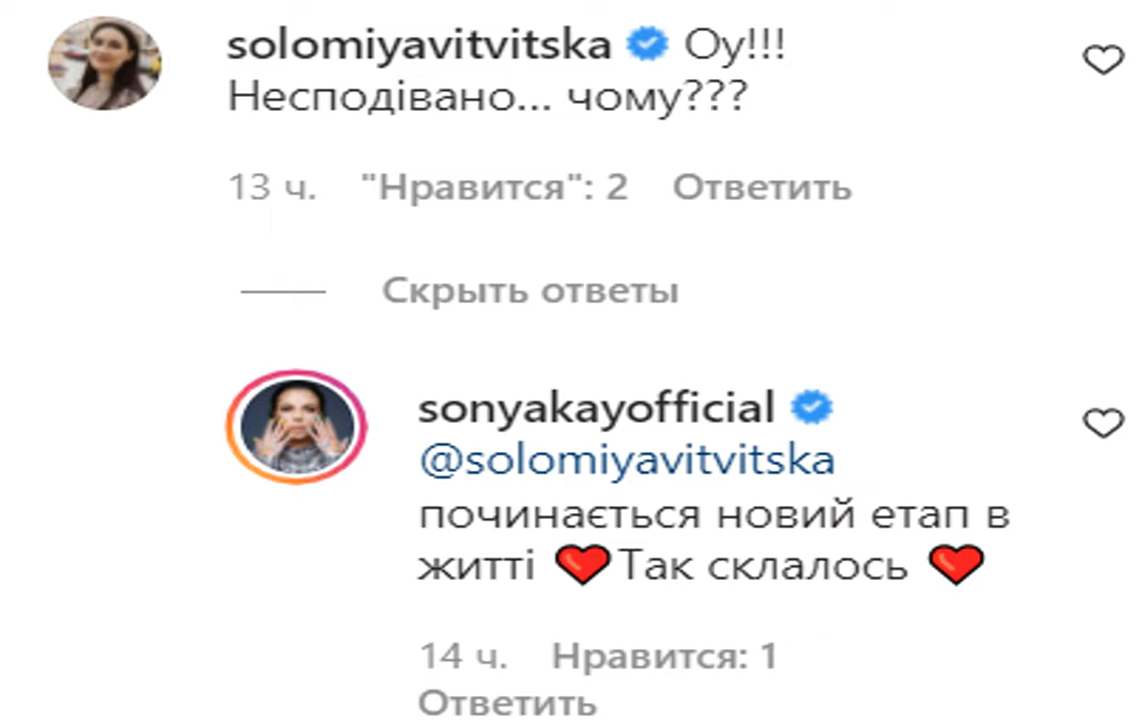 solomiyavitvitska Оу!!!
Несподівано... чому???
13 ч. "Нравится": 2 Ответить
Скрыть ответы
sonyakayofficial
@solomiyavitvitska
починається новий етап в
житті ❤️Так склалось ❤️
14 ч. Нравится: 1
Ответить